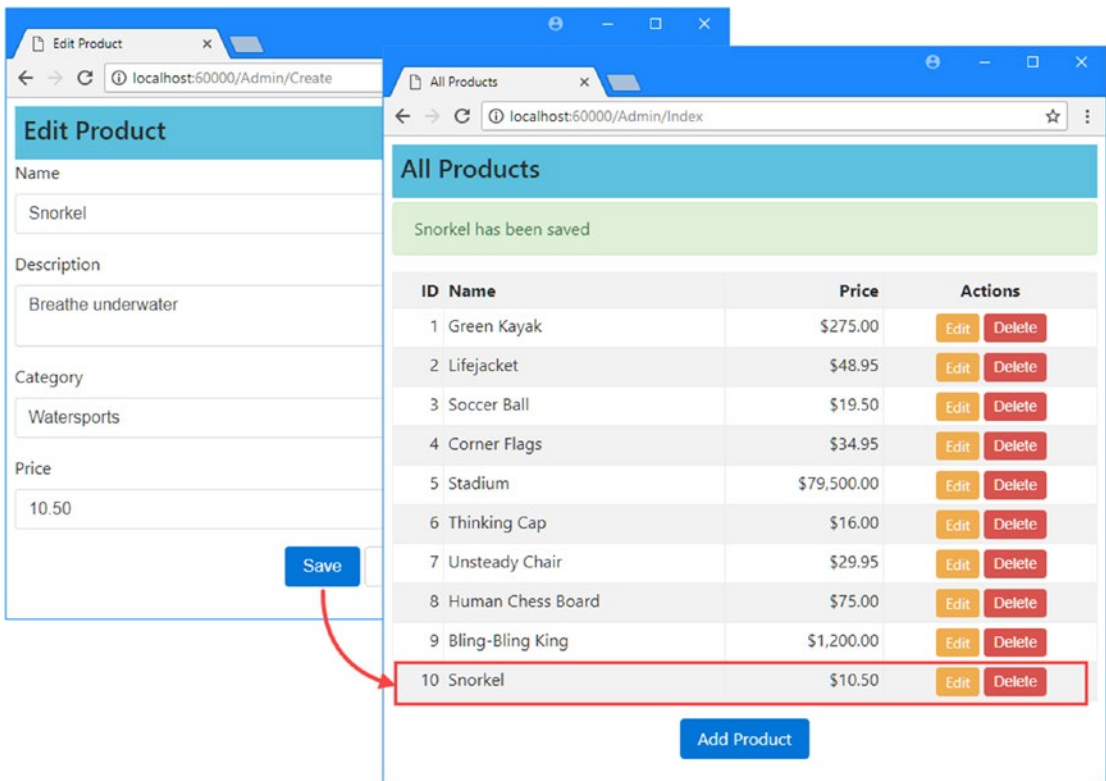 Edit Product
localhost:60000/Admin/Create
Edit Product
Name
Snorkel
Description
Breathe underwater
Category
Watersports
Price
10.50
Save
All Products
localhost:60000/Admin/Index
All Products
Snorkel has been saved
ID Name Price Actions
1 Green Kayak $275.00 Edit Delete
2 Lifejacket $48.95 Edit Delete
3 Soccer Ball $19.50 Edit Delete
4 Corner Flags $34.95 Edit Delete
5 Stadium $79,500.00 Edit Delete
6 Thinking Cap $16.00 Edit Delete
7 Unsteady Chair $29.95 Edit Delete
8 Human Chess Board $75.00 Edit Delete
9 Bling-Bling King $1,200.00 Edit Delete
10 Snorkel $10.50 Edit Delete
Add Product